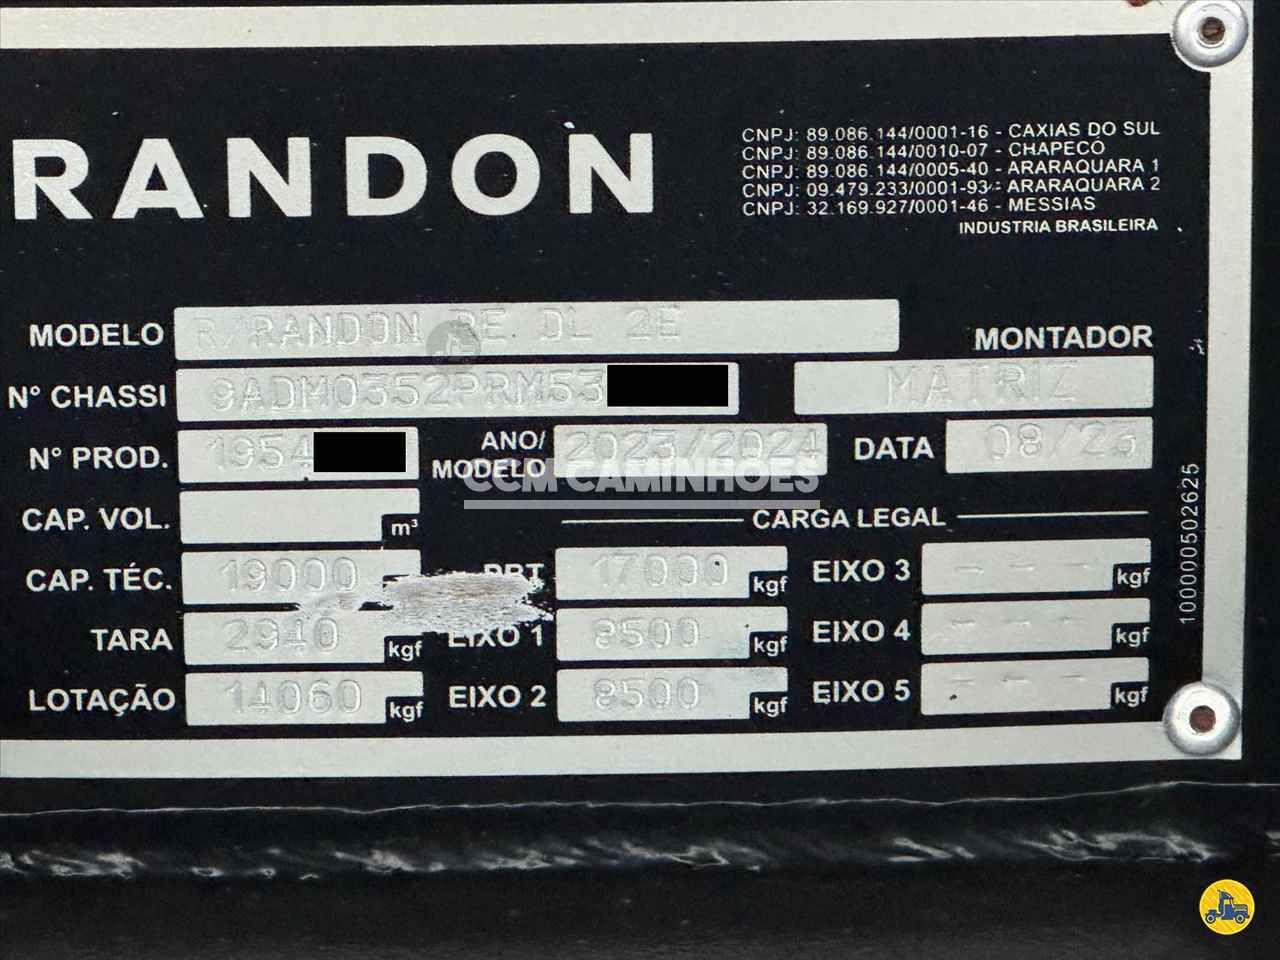 RANDON
CNPJ: 89.086.144/0001-16 - CAXIAS DO SUL
CNPJ: 89.086.144/0010-07 - CHAPECÓ
CNPJ: 89.086.144/0005-40 - ARARAQUARA 1
CNPJ: 09.479.233/0001-93 - ARARAQUARA 2
CNPJ: 32.169.927/0001-46 - MESSIAS
INDUSTRIA BRASILEIRA
MODELO R/RANDON RE DL 2E
MONTADOR
N° CHASSI 9ADM0352PRM53 MATRIZ
N° PROD. 1954 ANO/MODELO 2023/2024 DATA 08/23
CCM CAMINHÕES
CAP. VOL. m³ CARGA LEGAL
CAP. TÉC. 19000 PBT 17000 kgf EIXO 3 - - - kgf
TARA 2940 kgf EIXO 1 8500 kgf EIXO 4 - - - kgf
LOTAÇÃO 14060 kgf EIXO 2 8500 kgf EIXO 5 - - - kgf
100000502625